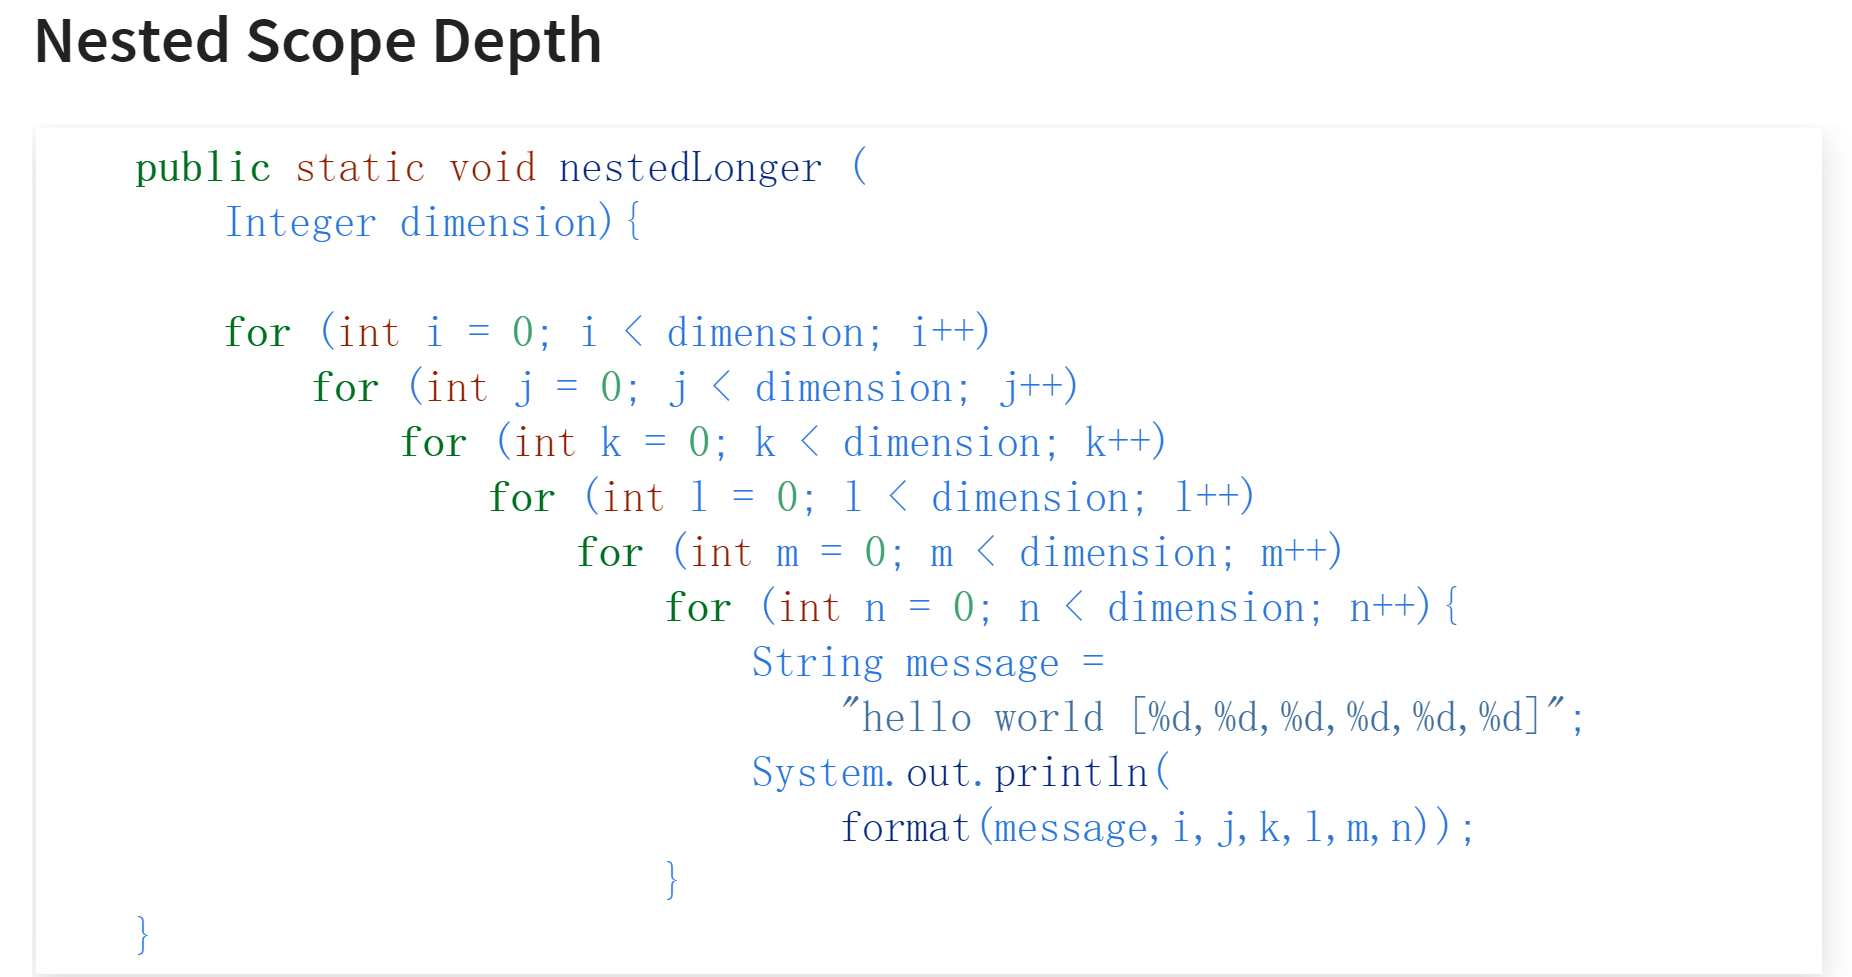 Nested Scope Depth
public static void nestedLonger (
Integer dimension){
for (int i = 0; i < dimension; i++)
for (int j = 0; j < dimension; j++)
for (int k = 0; k < dimension; k++)
for (int l = 0; l < dimension; l++)
for (int m = 0; m < dimension; m++)
for (int n = 0; n < dimension; n++){
String message =
"hello world [%d,%d,%d,%d,%d,%d]";
System.out.println(
format(message,i,j,k,l,m,n));
}
}